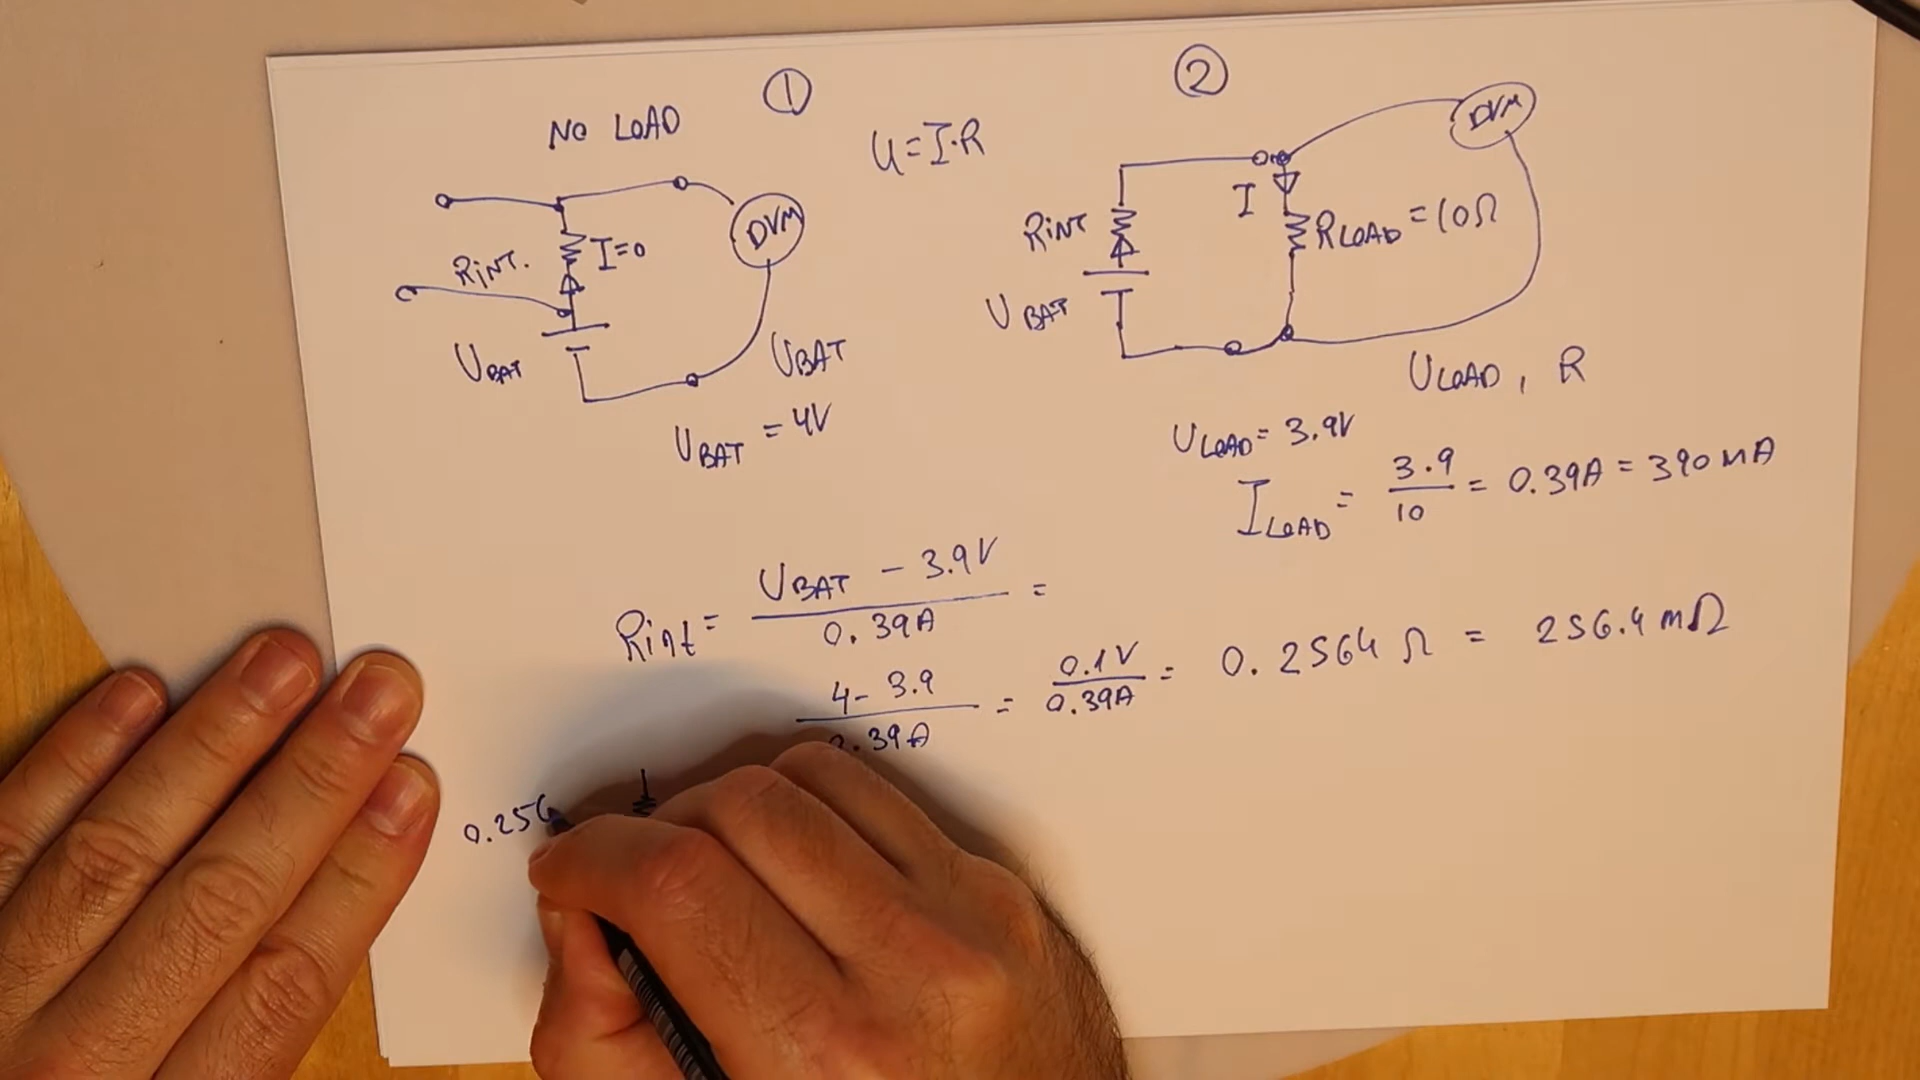 ①
NO LOAD
U=I·R
DVM
I=0
RINT.
UBAT
UBAT
UBAT = 4V
②
DVM
I
RINT
RLOAD = 10Ω
UBAT
ULOAD, R
ULOAD = 3.9V
ILOAD = 3.9/10 = 0.39A = 390mA
Rint = UBAT - 3.9V / 0.39A =
4 - 3.9 / 0.39A = 0.1V / 0.39A = 0.2564 Ω = 256.4 mΩ
0.256